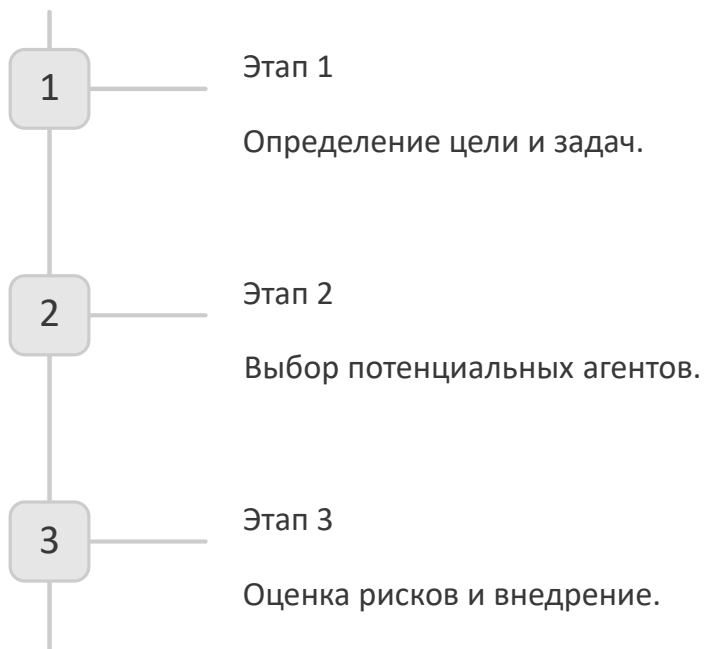 1
Этап 1
Определение цели и задач.
2
Этап 2
Выбор потенциальных агентов.
3
Этап 3
Оценка рисков и внедрение.